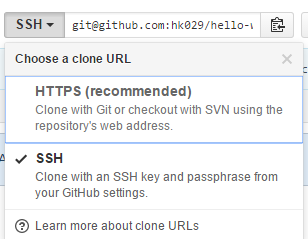 SSH git@github.com:hk029/hello-
Choose a clone URL
HTTPS (recommended)
Clone with Git or checkout with SVN using the
repository's web address.
SSH
Clone with an SSH key and passphrase from
your GitHub settings.
Learn more about clone URLs